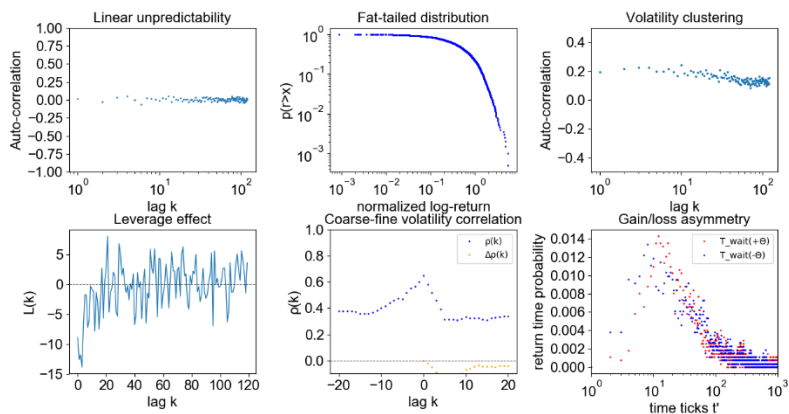 Linear unpredictability
Auto-correlation
1.00
0.75
0.50
0.25
0.00
-0.25
-0.50
-0.75
-1.00
10^0
10^1
10^2
lag k
Fat-tailed distribution
p(r>x)
10^0
10^-1
10^-2
10^-3
10^-3
10^-2
10^-1
10^0
10^1
normalized log-return
Volatility clustering
Auto-correlation
0.4
0.2
0.0
-0.2
-0.4
10^0
10^1
10^2
lag k
Leverage effect
L(k)
5
0
-5
-10
-15
0
20
40
60
80
100
120
lag k
Coarse-fine volatility correlation
ρ(k)
1.0
0.8
0.6
0.4
0.2
0.0
ρ(k)
Δρ(k)
-20
-10
0
10
20
lag k
Gain/loss asymmetry
return time probability
0.014
0.012
0.010
0.008
0.006
0.004
0.002
0.000
T_wait(+Θ)
T_wait(-Θ)
10^0
10^1
10^2
10^3
time ticks t'